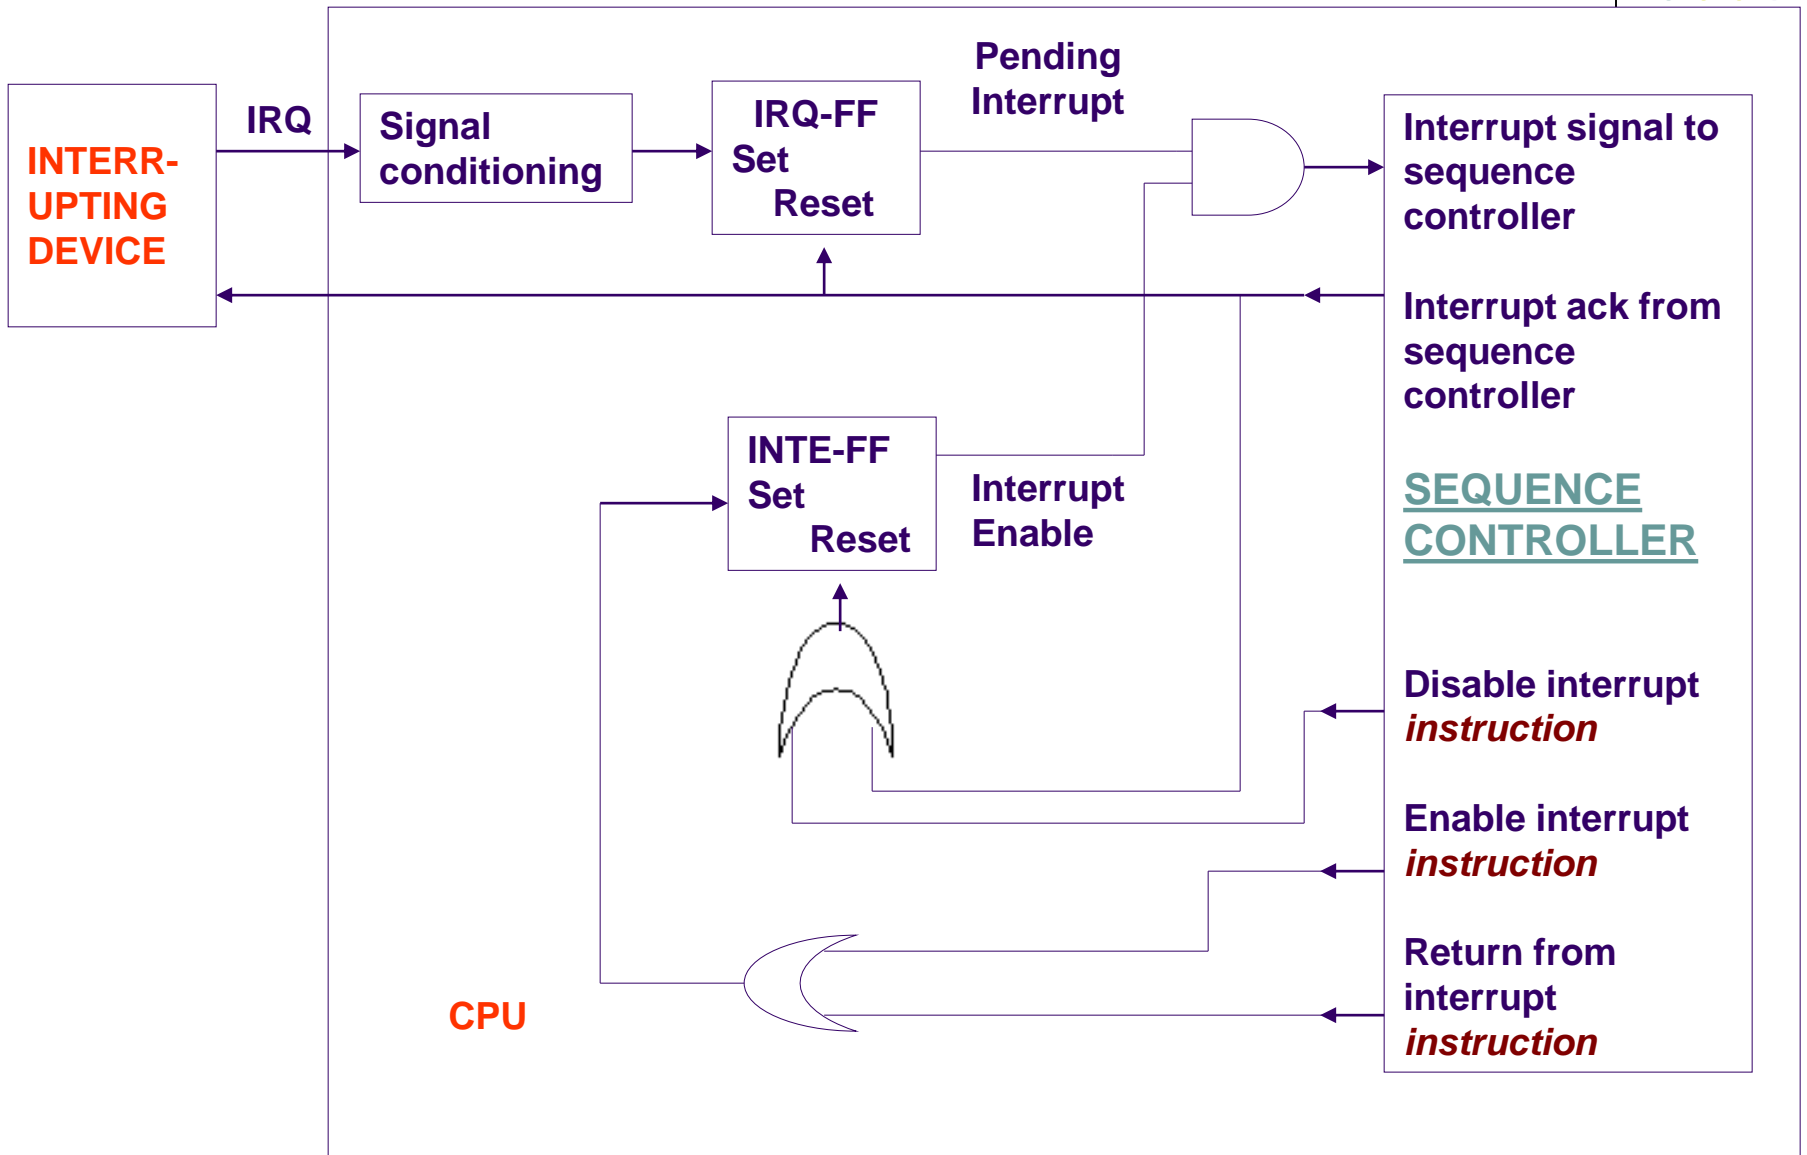 INTERR-
UPTING
DEVICE
IRQ
Signal
conditioning
IRQ-FF
Set
Reset
Pending
Interrupt
Interrupt signal to
sequence
controller
Interrupt ack from
sequence
controller
INTE-FF
Set
Reset
Interrupt
Enable
SEQUENCE
CONTROLLER
Disable interrupt
instruction
Enable interrupt
instruction
Return from
interrupt
instruction
CPU